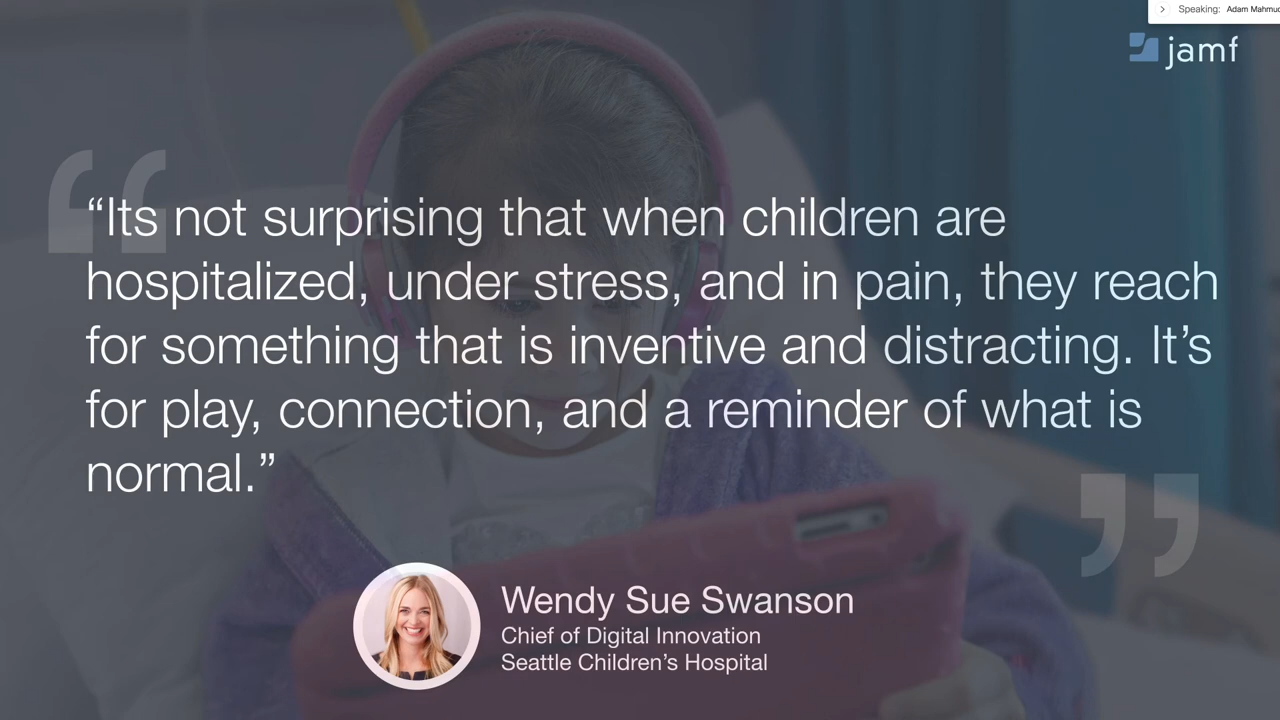 Speaking: Adam Mahmud
jamf
“Its not surprising that when children are
hospitalized, under stress, and in pain, they reach
for something that is inventive and distracting. It’s
for play, connection, and a reminder of what is
normal.”
Wendy Sue Swanson
Chief of Digital Innovation
Seattle Children’s Hospital